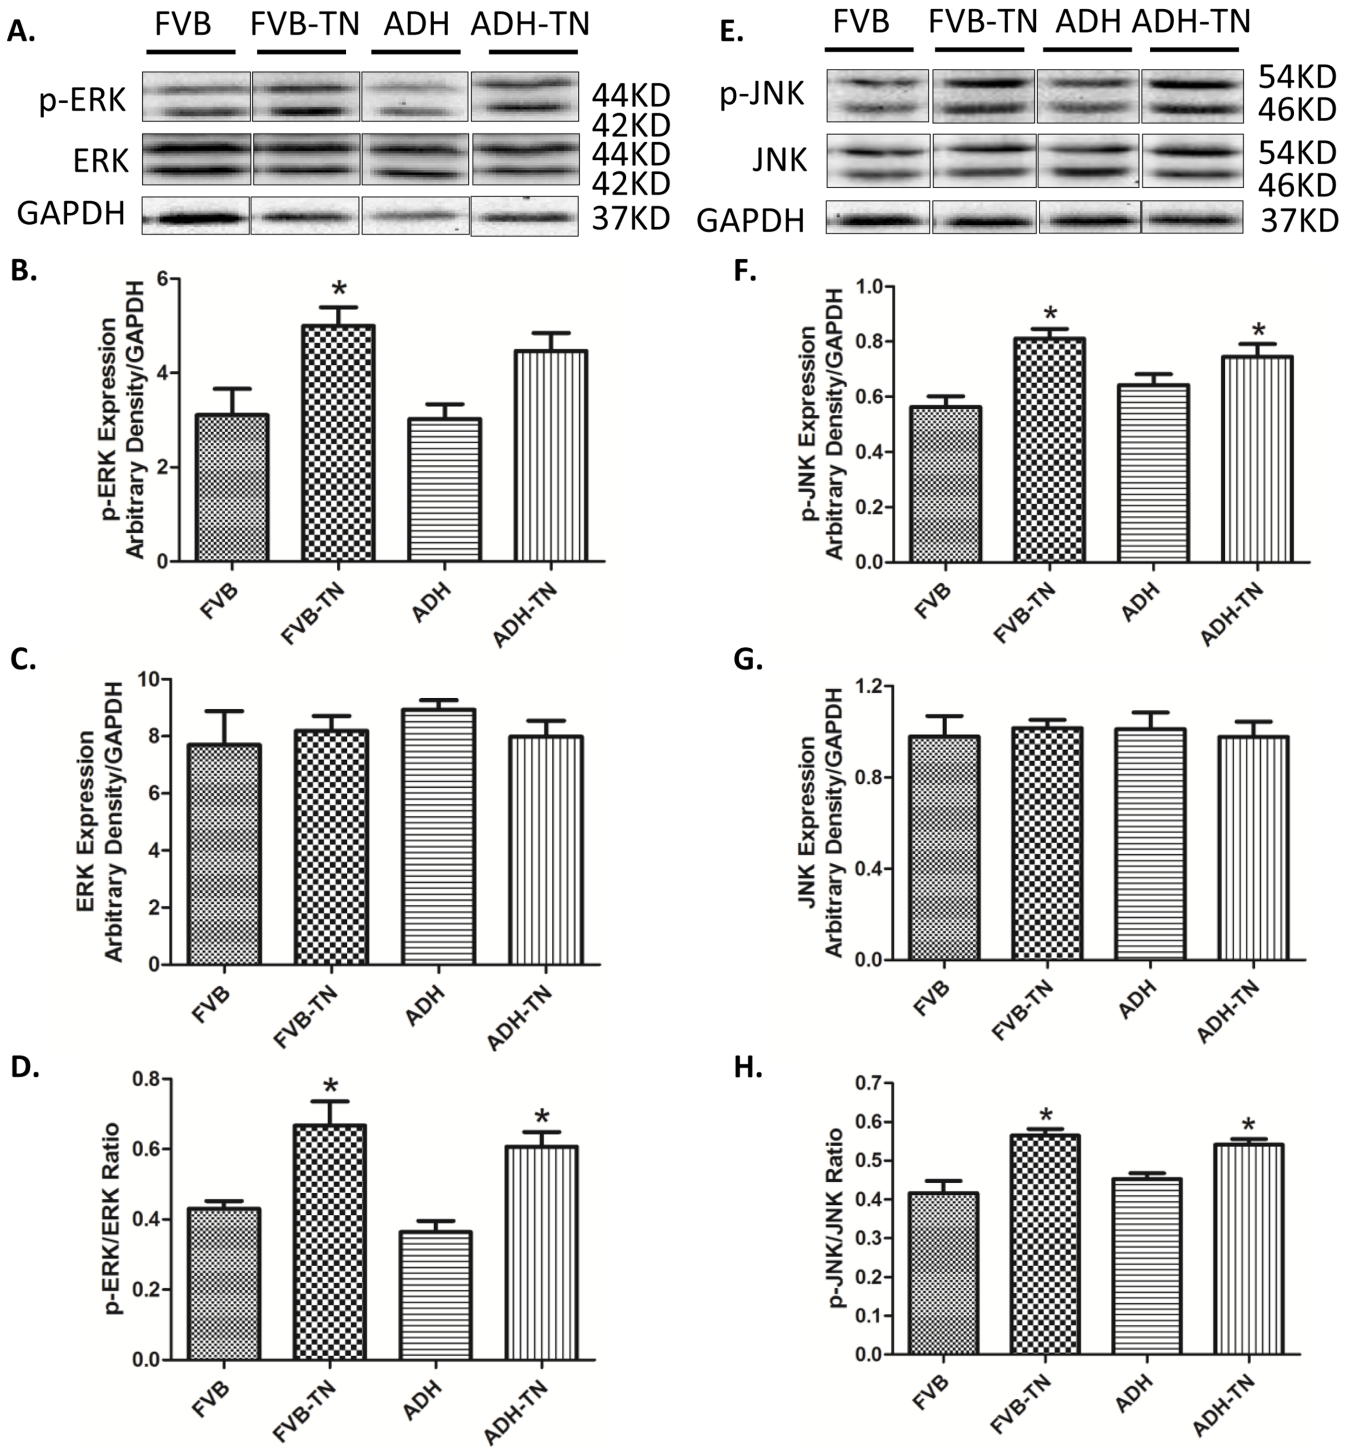 A.
FVB FVB-TN ADH ADH-TN
p-ERK
44KD
42KD
ERK
44KD
42KD
GAPDH
37KD
E.
FVB FVB-TN ADH ADH-TN
p-JNK
54KD
46KD
JNK
54KD
46KD
GAPDH
37KD
B.
p-ERK Expression
Arbitrary Density/GAPDH
6
4
2
0
*
FVB
FVB-TN
ADH
ADH-TN
F.
p-JNK Expression
Arbitrary Density/GAPDH
1.0
0.8
0.6
0.4
0.2
0.0
*
*
FVB
FVB-TN
ADH
ADH-TN
C.
ERK Expression
Arbitrary Density/GAPDH
10
8
6
4
2
0
FVB
FVB-TN
ADH
ADH-TN
G.
JNK Expression
Arbitrary Density/GAPDH
1.2
0.8
0.4
0.0
FVB
FVB-TN
ADH
ADH-TN
D.
p-ERK/ERK Ratio
0.8
0.6
0.4
0.2
0.0
*
*
FVB
FVB-TN
ADH
ADH-TN
H.
p-JNK/JNK Ratio
0.7
0.6
0.5
0.4
0.3
0.2
0.1
0.0
*
*
FVB
FVB-TN
ADH
ADH-TN